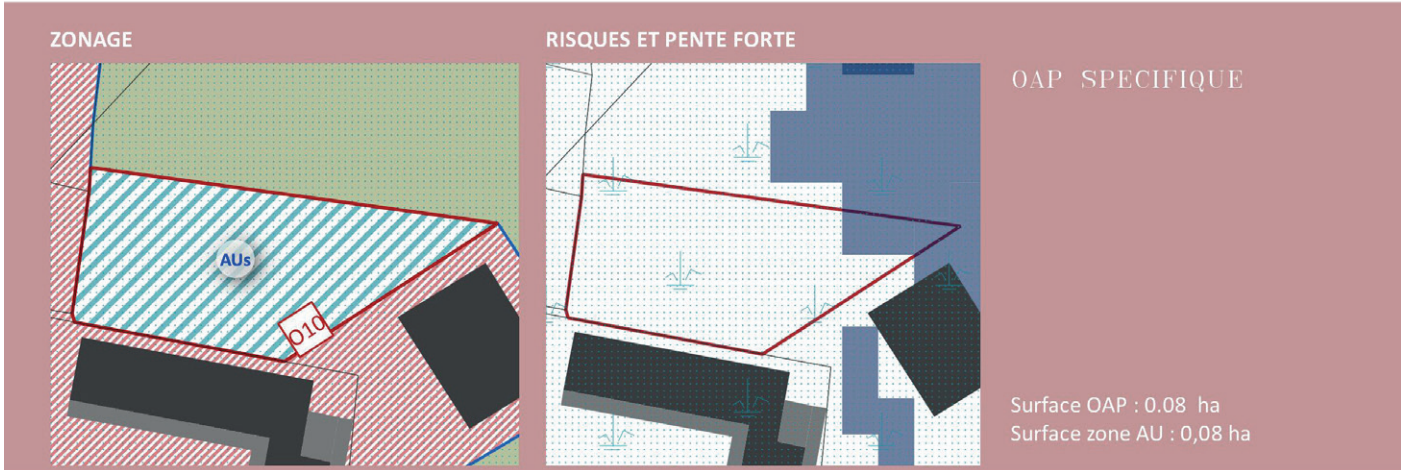 ZONAGE
RISQUES ET PENTE FORTE
OAP SPECIFIQUE
AUs
O10
Surface OAP : 0.08 ha
Surface zone AU : 0,08 ha